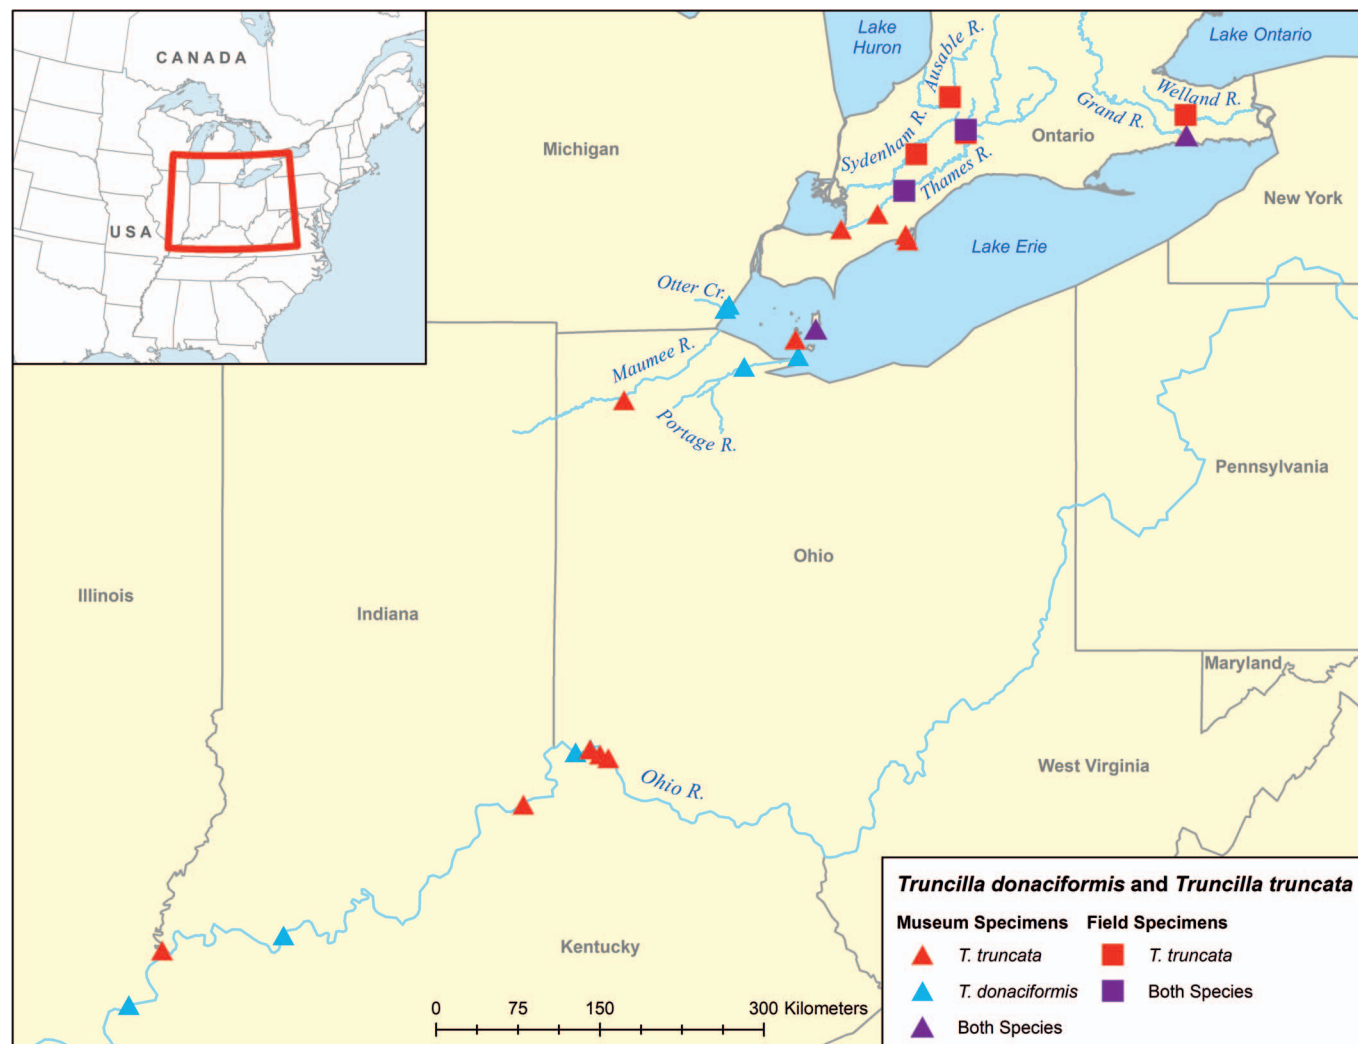 CANADA
USA
Lake
Huron
Ausable R.
Lake Ontario
Welland R.
Grand R.
Michigan
Ontario
Sydenham R.
Thames R.
New York
Lake Erie
Otter Cr.
Maumee R.
Portage R.
Pennsylvania
Ohio
Illinois
Indiana
Maryland
West Virginia
Ohio R.
Kentucky
0 75 150 300 Kilometers
Truncilla donaciformis and Truncilla truncata
Museum Specimens Field Specimens
T. truncata T. truncata
T. donaciformis Both Species
Both Species